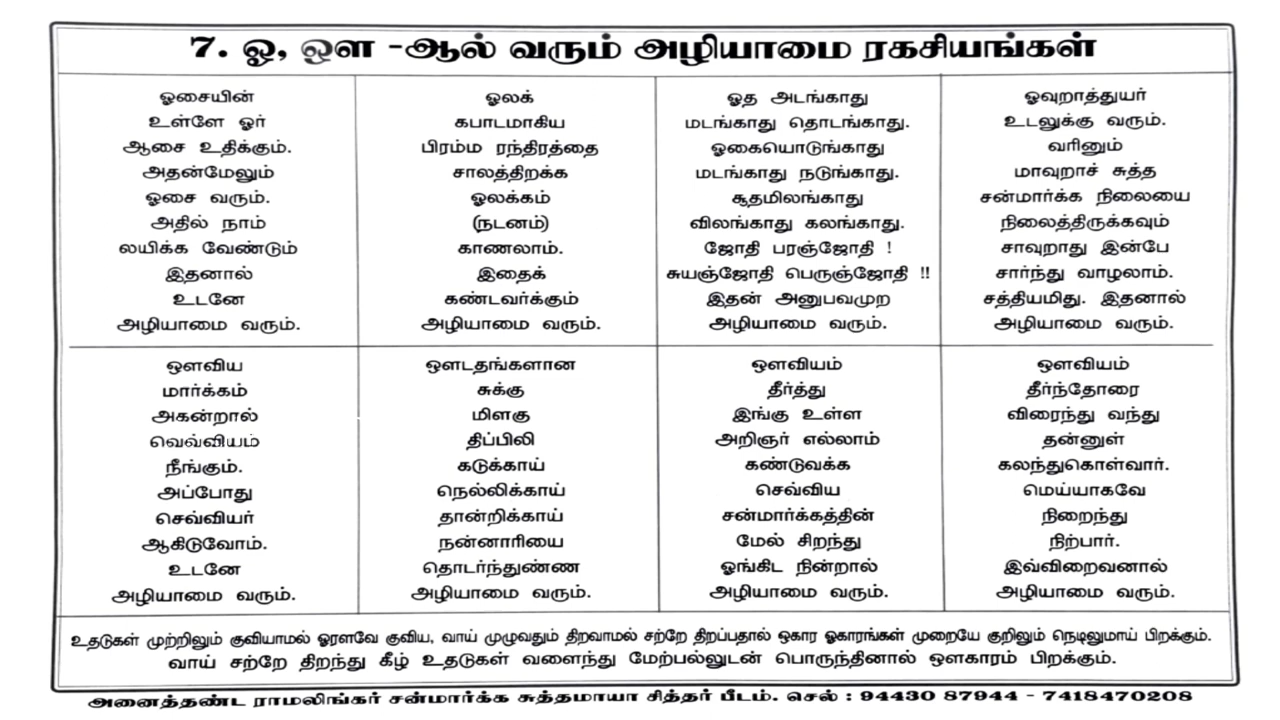 7. ஓ, ஔ -ஆல் வரும் அழியாமை ரகசியங்கள்
ஓசையின்
உள்ளே ஓர்
ஆசை உதிக்கும்.
அதன்மேலும்
ஓசை வரும்.
அதில் நாம்
லயிக்க வேண்டும்
இதனால்
உடனே
அழியாமை வரும்.
ஓலக்
கபாடமாகிய
பிரம்ம ரந்திரத்தை
சாலத்திறக்க
ஓலக்கம்
(நடனம்)
காணலாம்.
இதைக்
கண்டவர்க்கும்
அழியாமை வரும்.
ஓத அடங்காது
மடங்காது தொடங்காது.
ஓகையொடுங்காது
மடங்காது நடுங்காது.
சூதமிலங்காது
விலங்காது கலங்காது.
ஜோதி பரஞ்ஜோதி !
சுயஞ்ஜோதி பெருஞ்ஜோதி !!
இதன் அனுபவமுற
அழியாமை வரும்.
ஓவுறாத்துயர்
உடலுக்கு வரும்.
வரினும்
மாவுறாச் சுத்த
சன்மார்க்க நிலையை
நிலைத்திருக்கவும்
சாவுறாது இன்பே
சார்ந்து வாழலாம்.
சத்தியமிது. இதனால்
அழியாமை வரும்.
ஔவிய
மார்க்கம்
அகன்றால்
வெவ்வியம்
நீங்கும்.
அப்போது
செவ்வியர்
ஆகிடுவோம்.
உடனே
அழியாமை வரும்.
ஔடதங்களான
சுக்கு
மிளகு
திப்பிலி
கடுக்காய்
நெல்லிக்காய்
தான்றிக்காய்
நன்னாரியை
தொடர்ந்துண்ண
அழியாமை வரும்.
ஔவியம்
தீர்த்து
இங்கு உள்ள
அறிஞர் எல்லாம்
கண்டுவக்க
செவ்விய
சன்மார்க்கத்தின்
மேல் சிறந்து
ஓங்கிட நின்றால்
அழியாமை வரும்.
ஔவியம்
தீர்ந்தோரை
விரைந்து வந்து
தன்னுள்
கலந்துகொள்வார்.
மெய்யாகவே
நிறைந்து
நிற்பார்.
இவ்விறைவனால்
அழியாமை வரும்.
உதடுகள் முற்றிலும் குவியாமல் ஓரளவே குவிய, வாய் முழுவதும் திறவாமல் சற்றே திறப்பதால் ஒகார ஓகாரங்கள் முறையே குறிலும் நெடிலுமாய் பிறக்கும்.
வாய் சற்றே திறந்து கீழ் உதடுகள் வளைந்து மேற்பல்லுடன் பொருந்தினால் ஔகாரம் பிறக்கும்.
அனைத்தண்ட ராமலிங்கர் சன்மார்க்க சுத்தமாயா சித்தர் பீடம். செல் : 94430 87944 - 7418470208